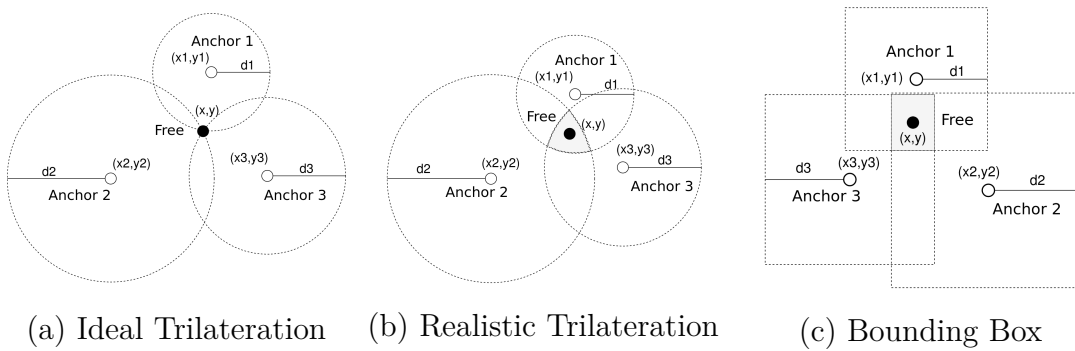 Anchor 1
(x1,y1)
d1
(x,y)
Free
d2
(x2,y2)
Anchor 2
(x3,y3)
d3
Anchor 3
(a) Ideal Trilateration
Anchor 1
(x1,y1)
d1
Free
(x,y)
d2
(x2,y2)
Anchor 2
(x3,y3)
d3
Anchor 3
(b) Realistic Trilateration
Anchor 1
(x1,y1)
d1
Free
(x,y)
d3
(x3,y3)
Anchor 3
(x2,y2)
d2
Anchor 2
(c) Bounding Box